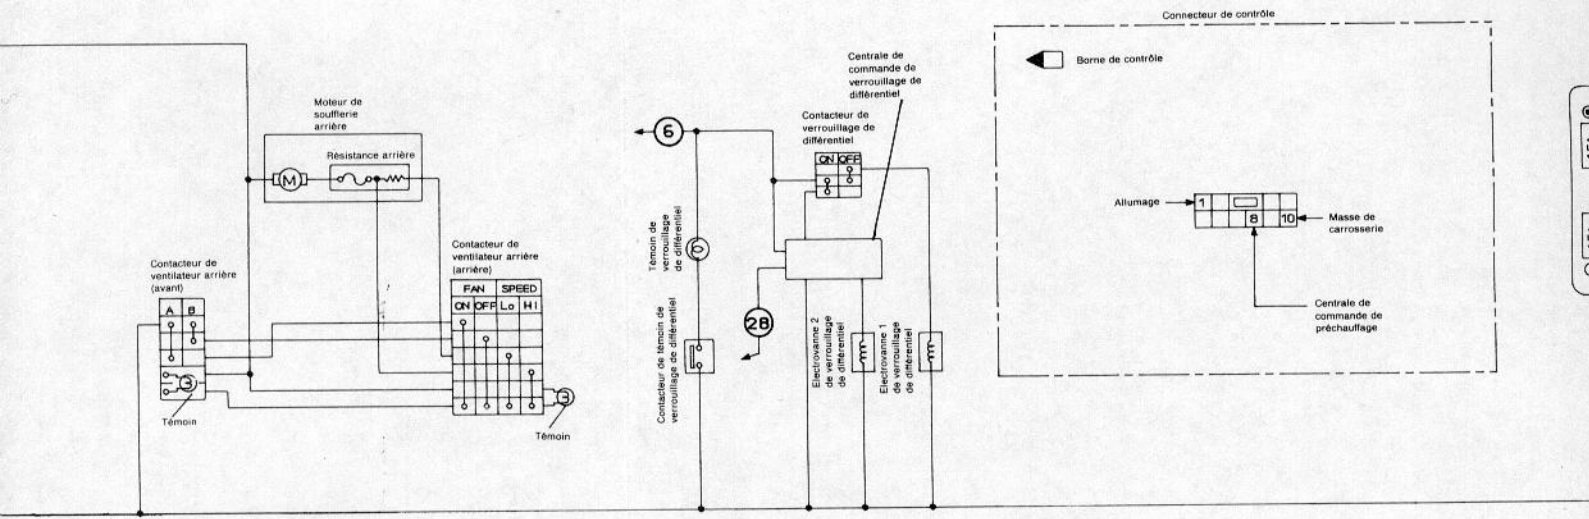 Connecteur de contrôle
Borne de contrôle
Centrale de
commande de
verrouillage de
différentiel
Moteur de
soufflerie
arrière
Résistance arrière
M
6
Contacteur de
verrouillage de
différentiel
ON OFF
Allumage
1
8
10
Masse de
carrosserie
Centrale de
commande de
préchauffage
Témoin de
verrouillage
de différentiel
Contacteur de témoin de
verrouillage de différentiel
28
Electrovanne 2
de verrouillage
de différentiel
Electrovanne 1
de verrouillage
de différentiel
Contacteur de
ventilateur arrière
(arrière)
FAN SPEED
ON OFF Lo HI
Témoin
Contacteur de
ventilateur arrière
(avant)
A B
Témoin